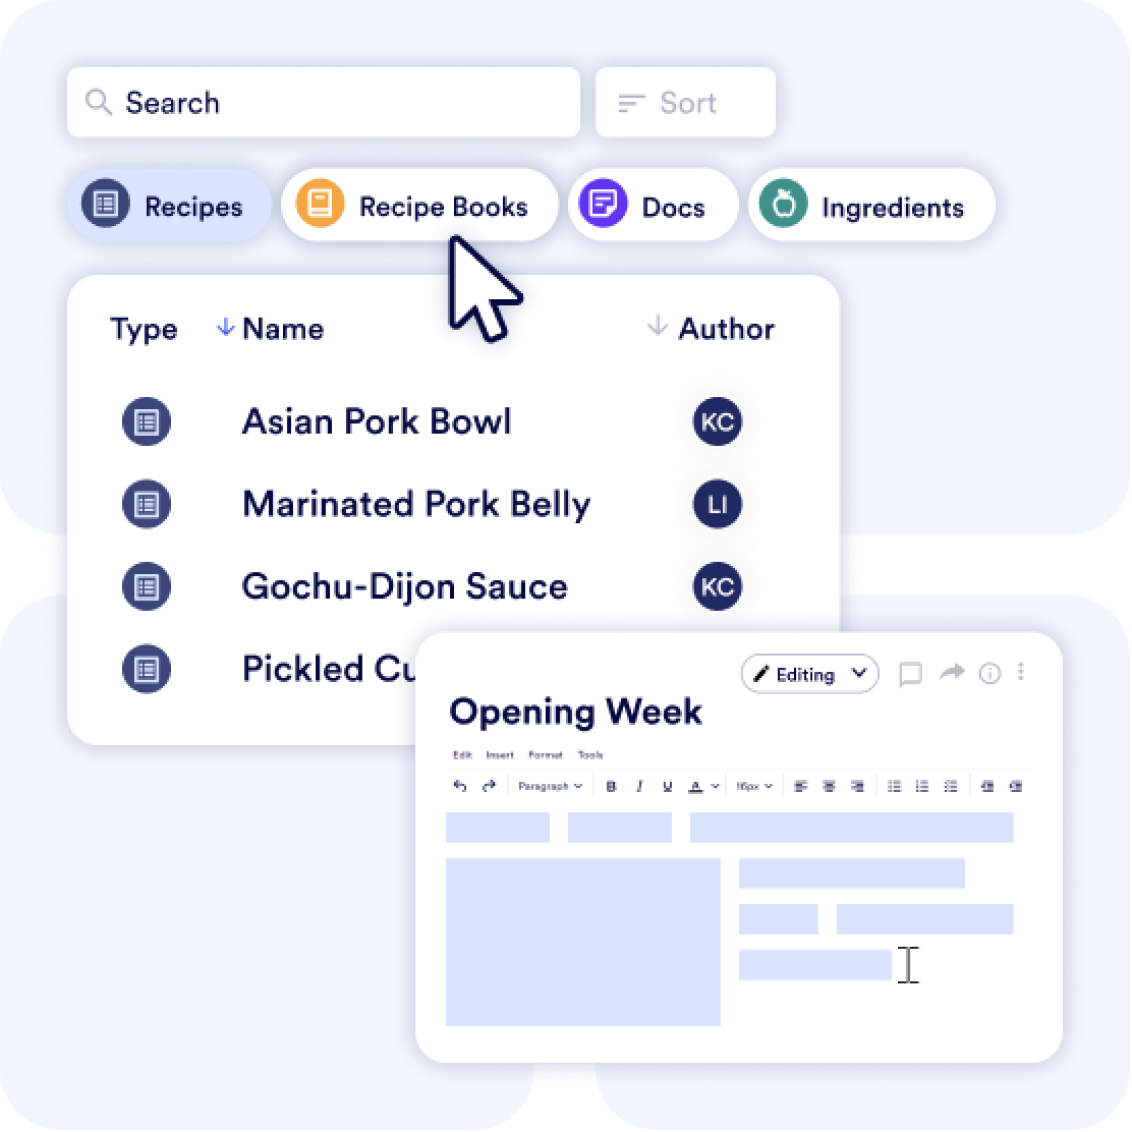 Search
Sort
Recipes
Recipe Books
Docs
Ingredients
Type Name Author
Asian Pork Bowl KC
Marinated Pork Belly LI
Gochu-Dijon Sauce KC
Pickled Cu
Editing
Opening Week
Edit Insert Format Tools
Paragraph B I U A 16px